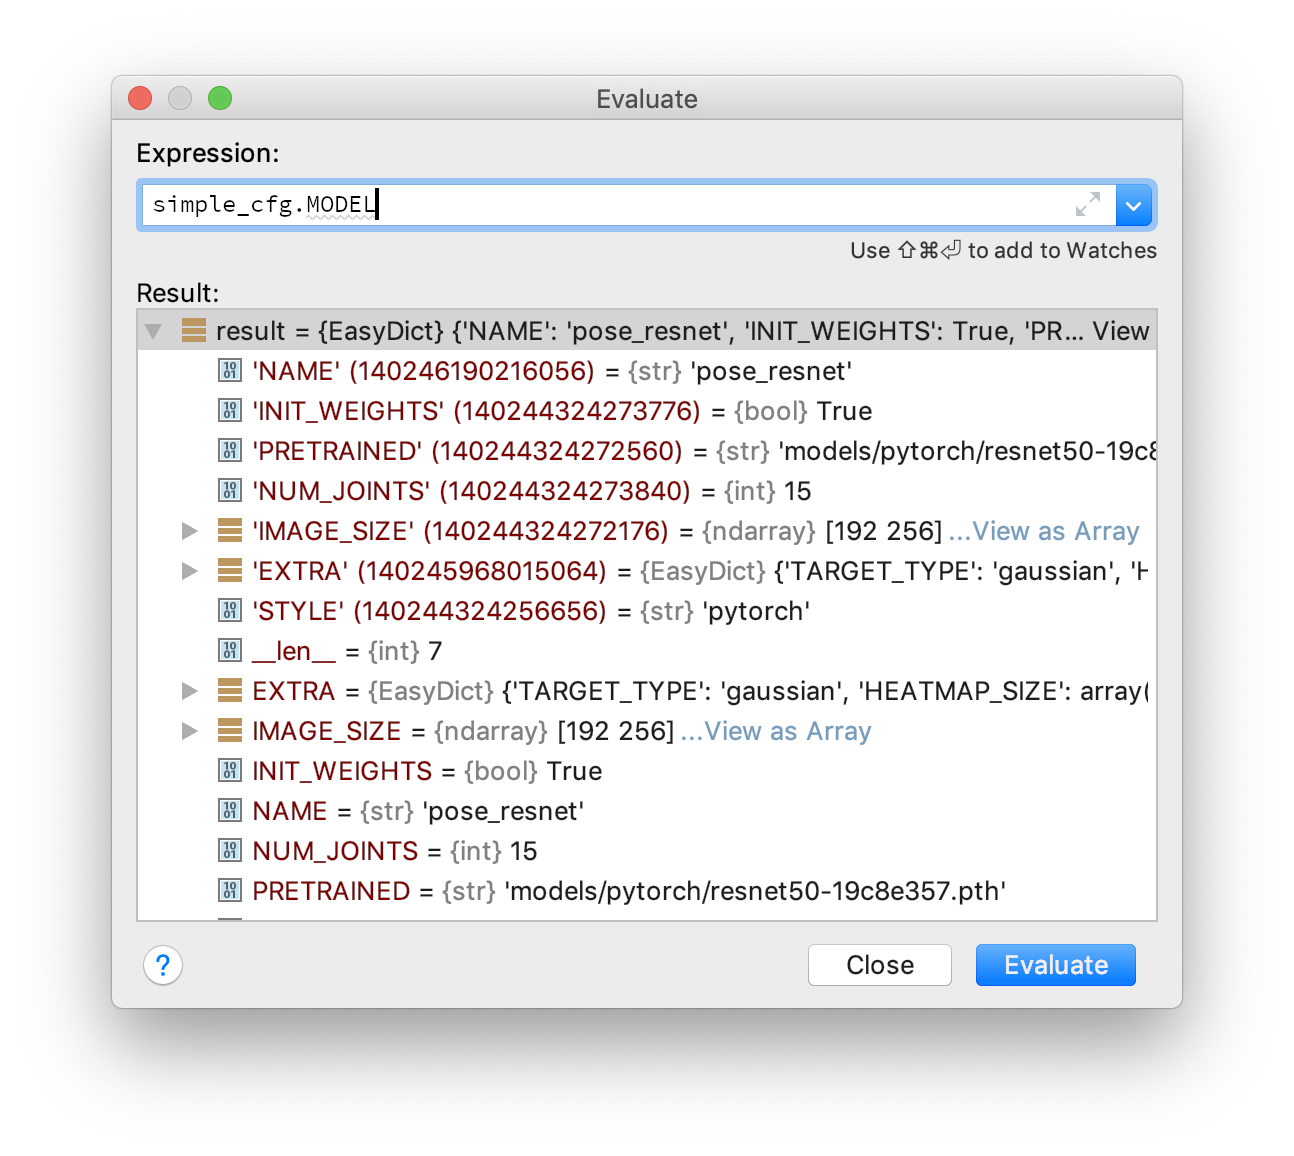 Evaluate
Expression:
simple_cfg.MODEL
Use ⇧⌘⏎ to add to Watches
Result:
result = {EasyDict} {'NAME': 'pose_resnet', 'INIT_WEIGHTS': True, 'PR... View
'NAME' (140246190216056) = {str} 'pose_resnet'
'INIT_WEIGHTS' (140244324273776) = {bool} True
'PRETRAINED' (140244324272560) = {str} 'models/pytorch/resnet50-19c8
'NUM_JOINTS' (140244324273840) = {int} 15
'IMAGE_SIZE' (140244324272176) = {ndarray} [192 256] ...View as Array
'EXTRA' (140245968015064) = {EasyDict} {'TARGET_TYPE': 'gaussian', 'H
'STYLE' (140244324256656) = {str} 'pytorch'
__len__ = {int} 7
EXTRA = {EasyDict} {'TARGET_TYPE': 'gaussian', 'HEATMAP_SIZE': array(
IMAGE_SIZE = {ndarray} [192 256] ...View as Array
INIT_WEIGHTS = {bool} True
NAME = {str} 'pose_resnet'
NUM_JOINTS = {int} 15
PRETRAINED = {str} 'models/pytorch/resnet50-19c8e357.pth'
? Close Evaluate